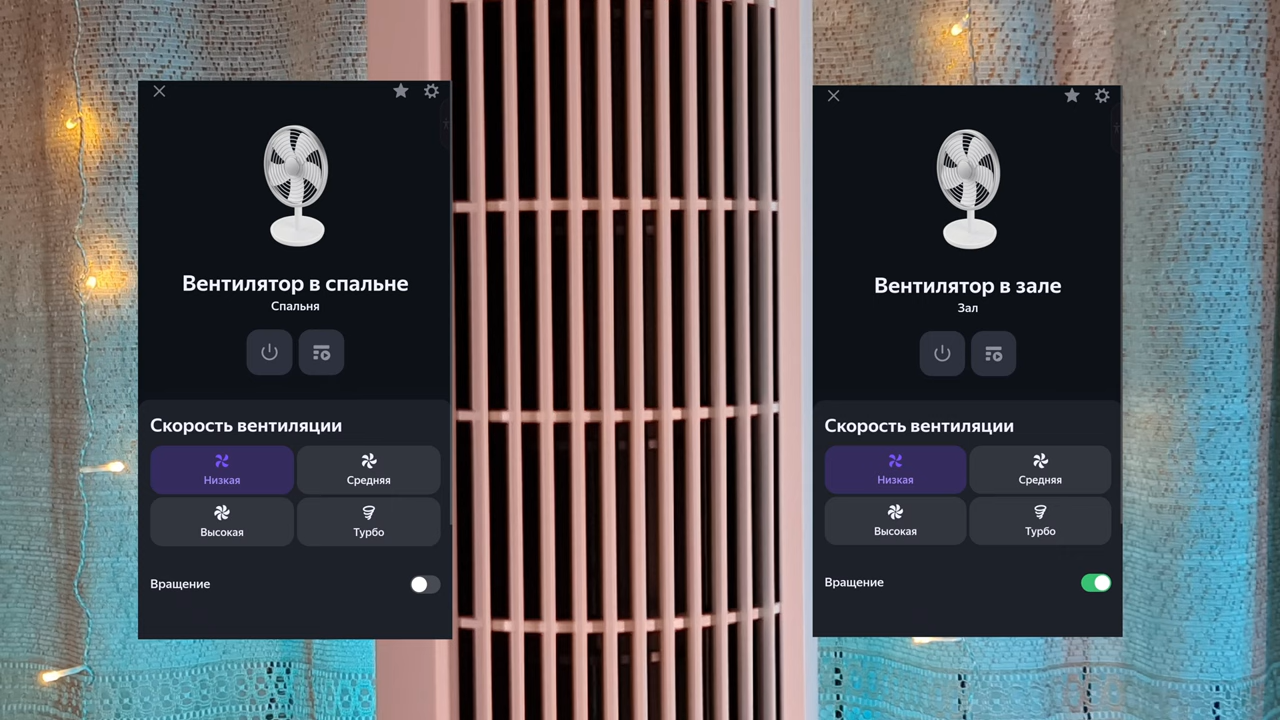 Вентилятор в спальне
Спальня
Скорость вентиляции
Низкая
Средняя
Высокая
Турбо
Вращение
Вентилятор в зале
Зал
Скорость вентиляции
Низкая
Средняя
Высокая
Турбо
Вращение